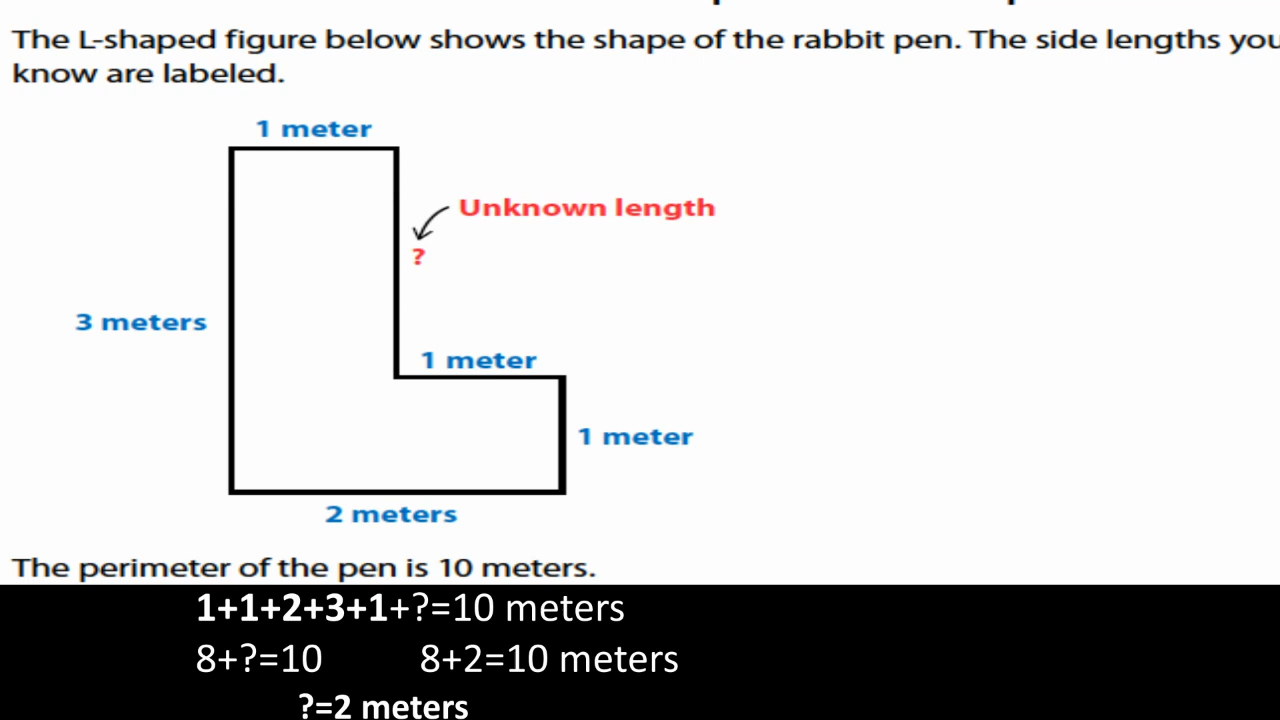 The L-shaped figure below shows the shape of the rabbit pen. The side lengths you
know are labeled.
1 meter
Unknown length
?
3 meters
1 meter
1 meter
2 meters
The perimeter of the pen is 10 meters.
1+1+2+3+1+?=10 meters
8+?=10 8+2=10 meters
?=2 meters